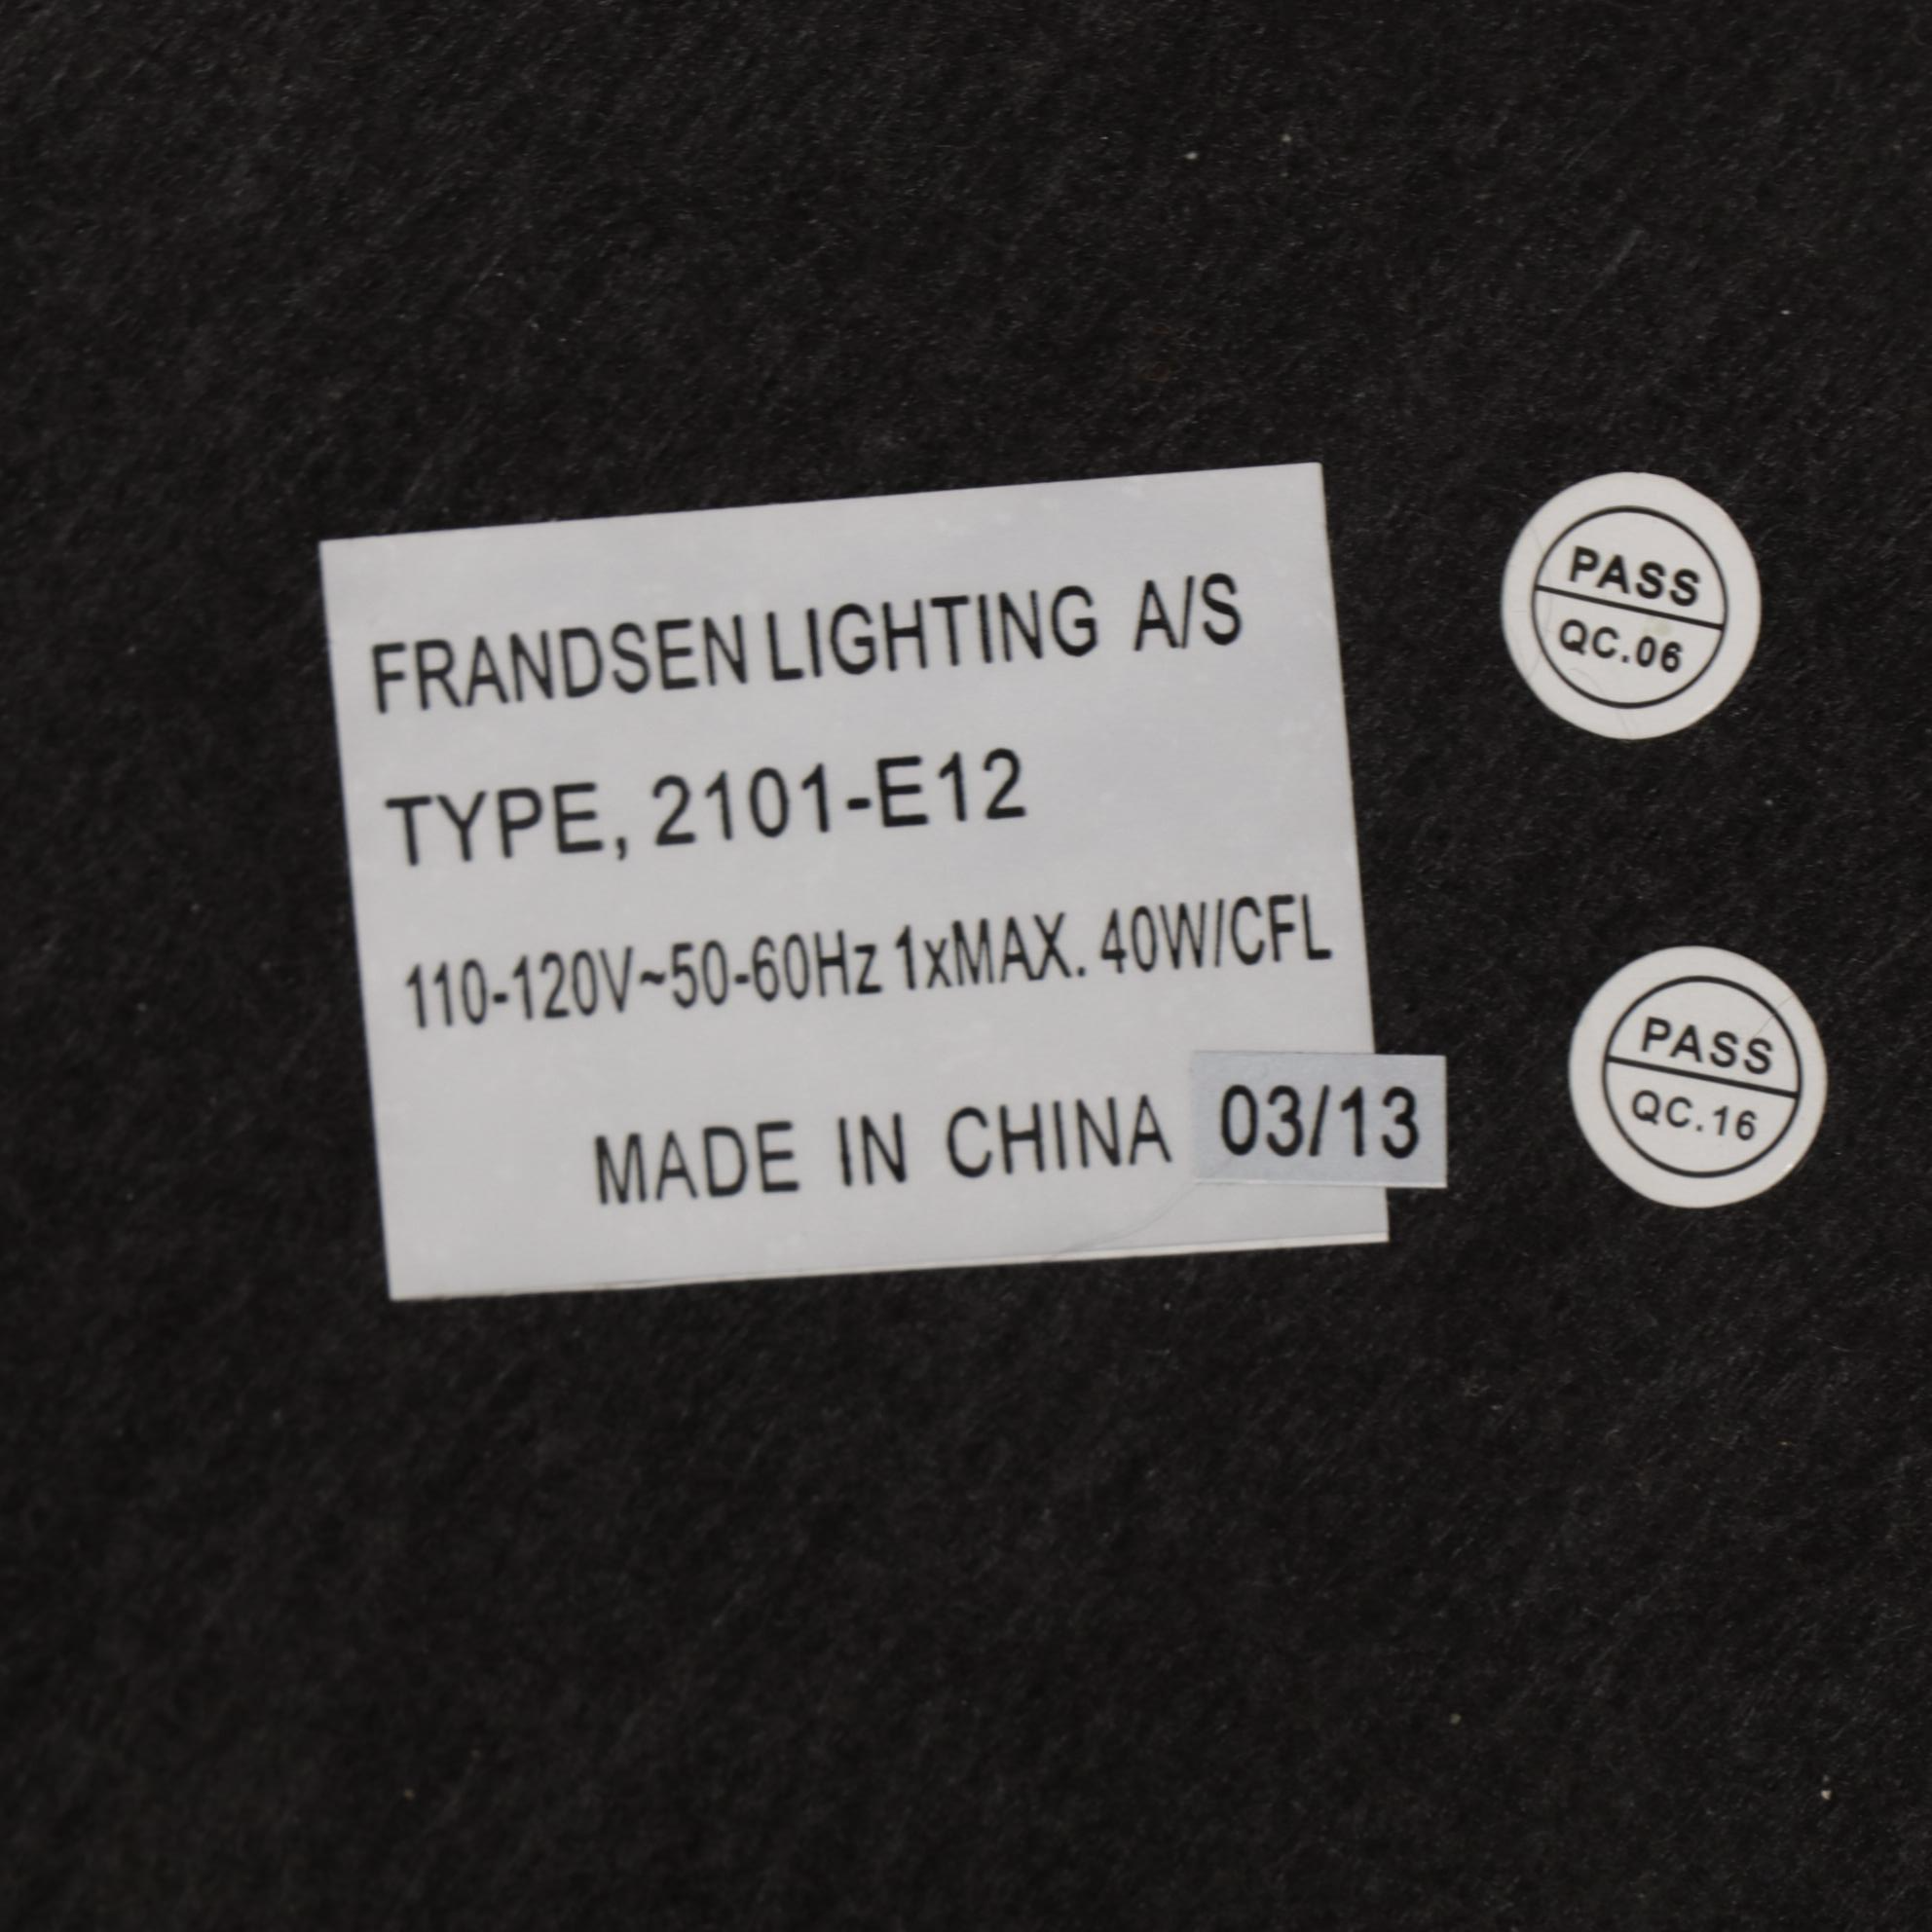 FRANDSEN LIGHTING A/S
TYPE, 2101-E12
110-120V~50-60Hz 1xMAX. 40W/CFL
MADE IN CHINA 03/13
PASS
QC.06
PASS
QC.16